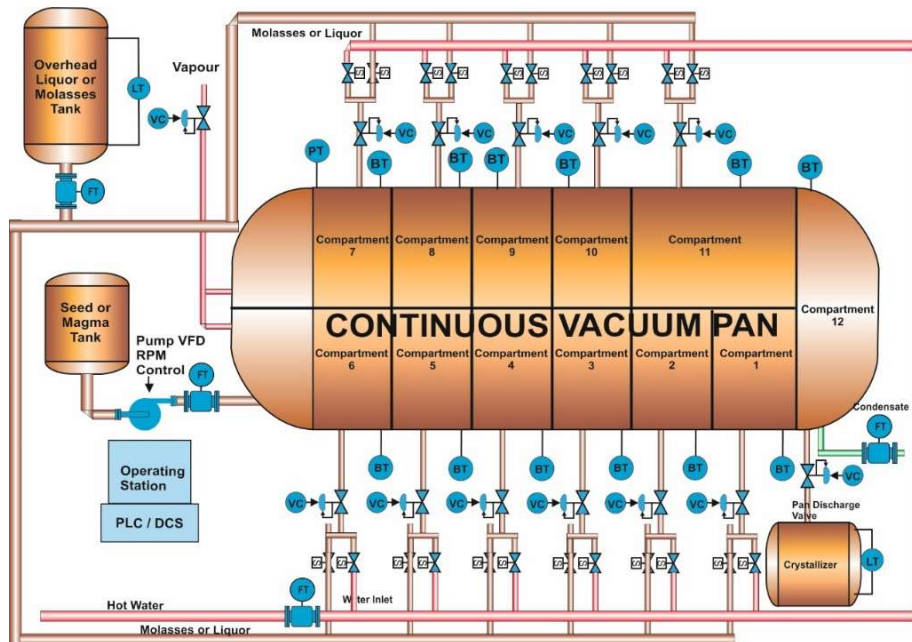 Molasses or Liquor
Overhead
Liquor or
Molasses
Tank
LT
Vapour
VC
FT
S S S S S S S S S S
VC VC VC VC VC
PT BT BT BT BT BT BT
Compartment
7
Compartment
8
Compartment
9
Compartment
10
Compartment
11
Compartment
12
CONTINUOUS VACUUM PAN
Seed or
Magma
Tank
Pump VFD
RPM
Control
FT
Compartment
6
Compartment
5
Compartment
4
Compartment
3
Compartment
2
Compartment
1
Condensate
FT
BT BT BT BT BT BT
Operating
Station
PLC / DCS
VC VC VC VC VC VC VC
Pan Discharge
Valve
S S S S S S S S S S S S
Crystallizer
LT
Hot Water
FT
Water Inlet
Molasses or Liquor